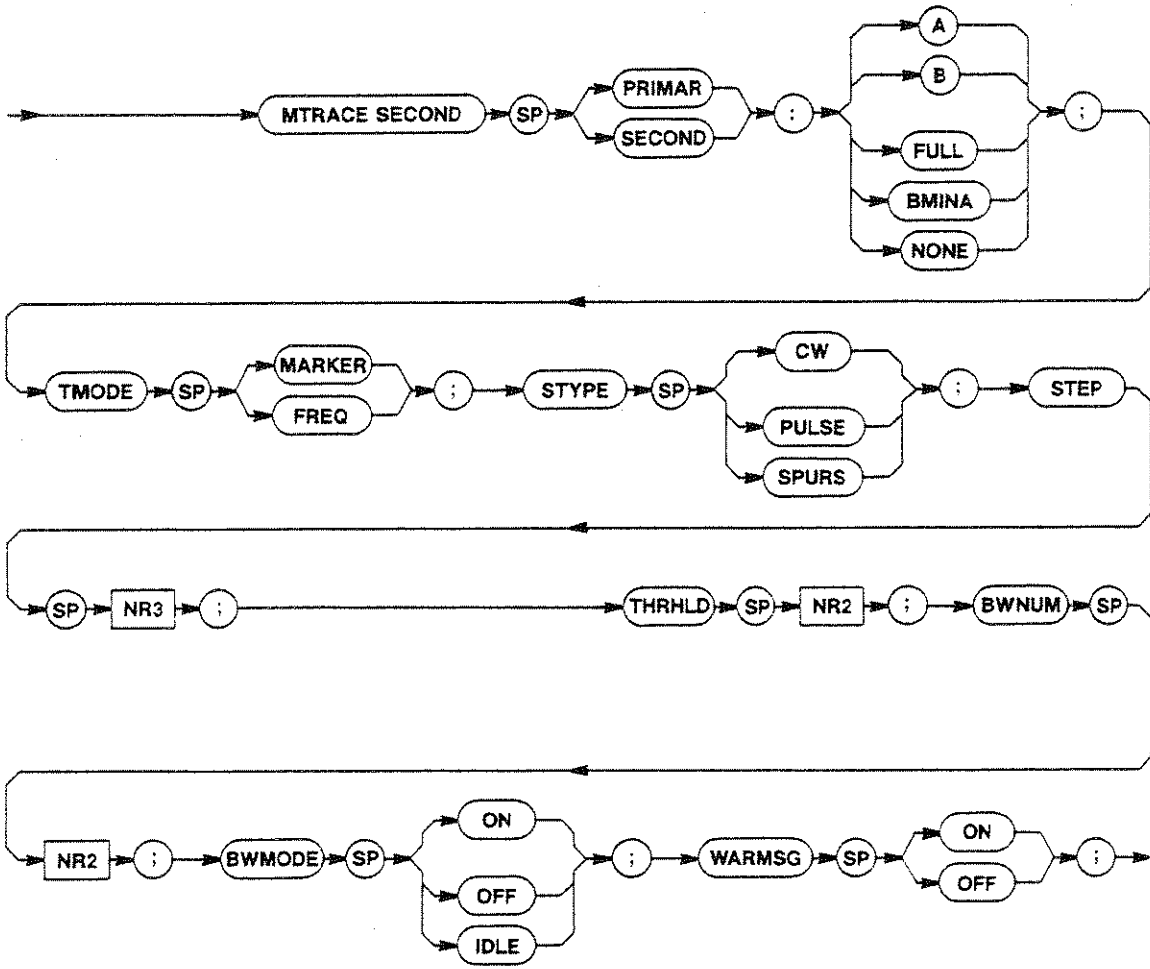 A
B
MTRACE SECOND SP PRIMAR : ;
SECOND
FULL
BMINA
NONE
TMODE SP MARKER ; STYPE SP CW ; STEP
FREQ PULSE
SPURS
SP NR3 ; THRHLD SP NR2 ; BWNUM SP
NR2 ; BWMODE SP ON ; WARMSG SP ON ;
OFF OFF
IDLE